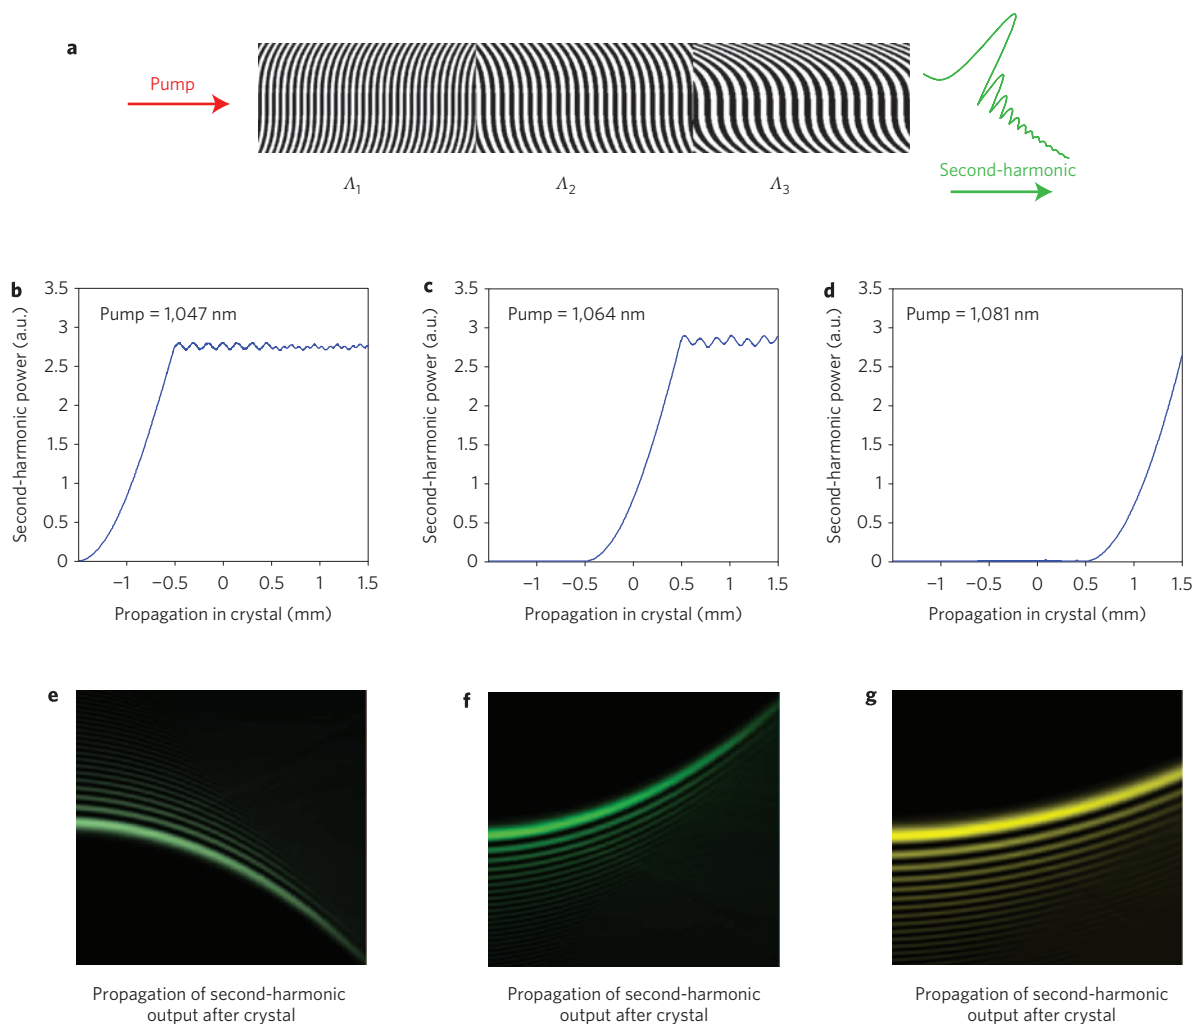 a
Pump
Λ1
Λ2
Λ3
Second-harmonic
b
Second-harmonic power (a.u.)
3.5
3
2.5
2
1.5
1
0.5
0
Pump = 1,047 nm
−1
−0.5
0
0.5
1
1.5
Propagation in crystal (mm)
c
Second-harmonic power (a.u.)
3.5
3
2.5
2
1.5
1
0.5
0
Pump = 1,064 nm
−1
−0.5
0
0.5
1
1.5
Propagation in crystal (mm)
d
Second-harmonic power (a.u.)
3.5
3
2.5
2
1.5
1
0.5
0
Pump = 1,081 nm
−1
−0.5
0
0.5
1
1.5
Propagation in crystal (mm)
e
Propagation of second-harmonic
output after crystal
f
Propagation of second-harmonic
output after crystal
g
Propagation of second-harmonic
output after crystal